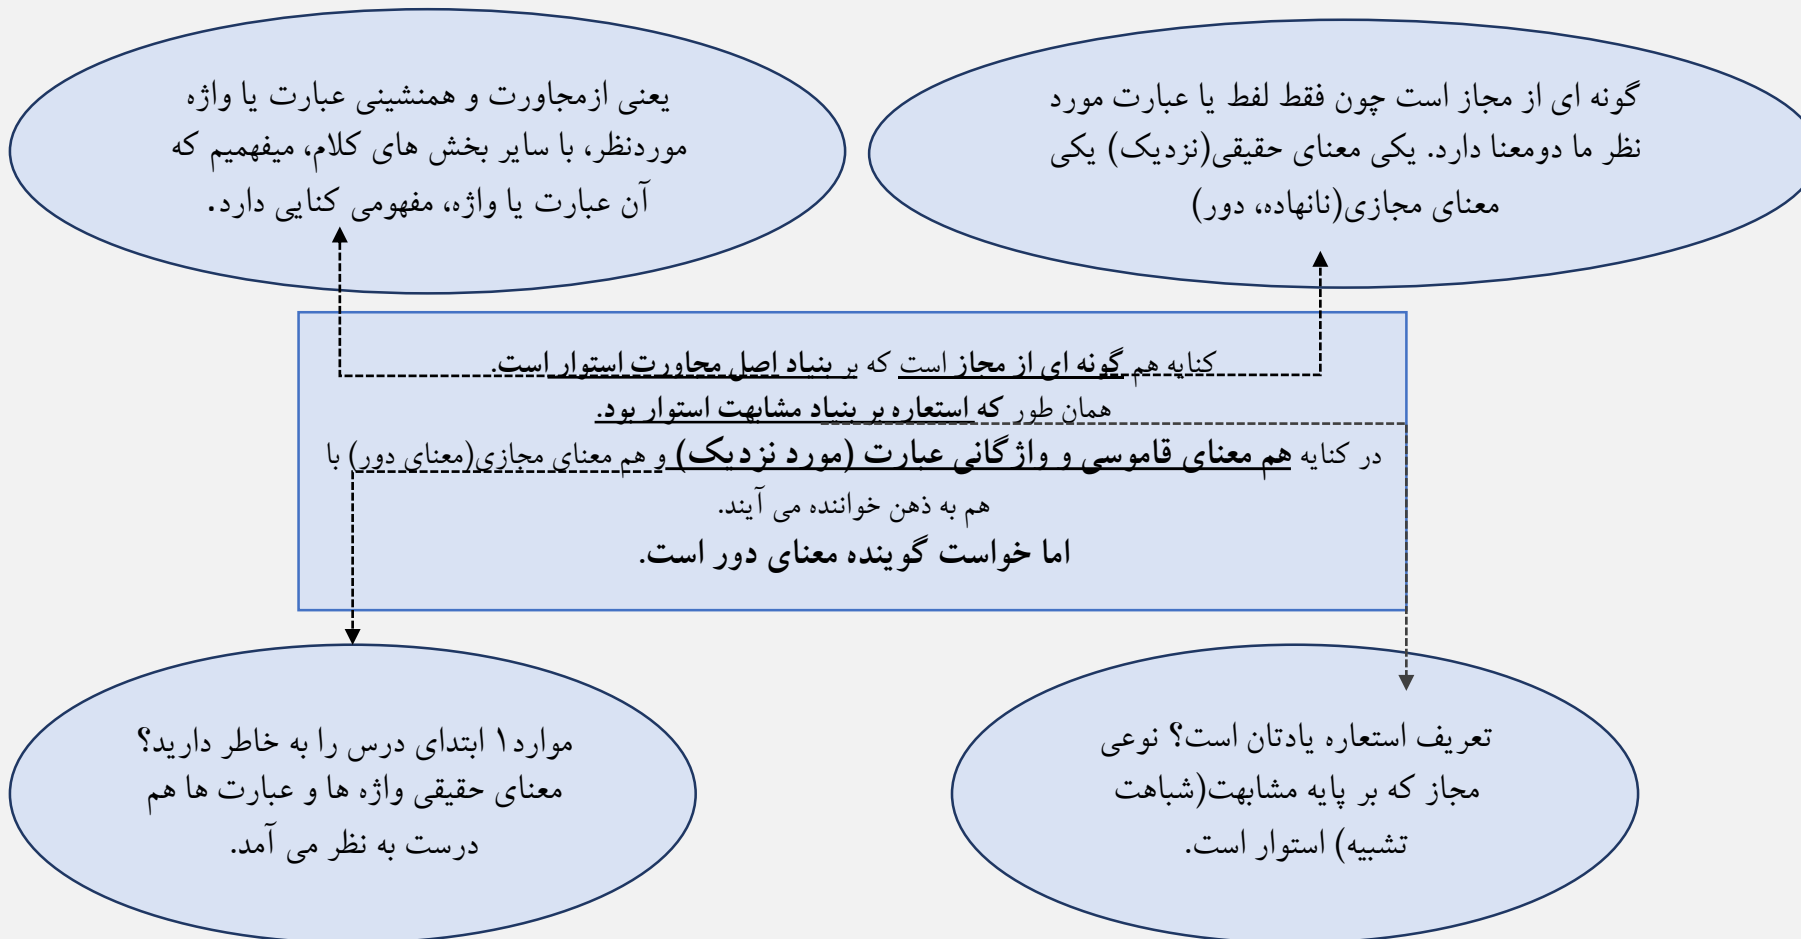 گونه ای از مجاز است چون فقط لفط یا عبارت مورد
نظر ما دومعنا دارد. یکی معنای حقیقی(نزدیک) یکی
معنای مجازی(نانهاده، دور)
یعنی ازمجاورت و همنشینی عبارت یا واژه
موردنظر، با سایر بخش های کلام، میفهمیم که
آن عبارت یا واژه، مفهومی کنایی دارد.
کنایه هم گونه ای از مجاز است که بر بنیاد اصل مجاورت استوار است.
همان طور که استعاره بر بنیاد مشابهت استوار بود.
در کنایه هم معنای قاموسی و واژگانی عبارت (مورد نزدیک) و هم معنای مجازی(معنای دور) با
هم به ذهن خواننده می آیند.
اما خواست گوینده معنای دور است.
تعریف استعاره یادتان است؟ نوعی
مجاز که بر پایه مشابهت(شباهت
تشبیه) استوار است.
موارد۱ ابتدای درس را به خاطر دارید؟
معنای حقیقی واژه ها و عبارت ها هم
درست به نظر می آمد.